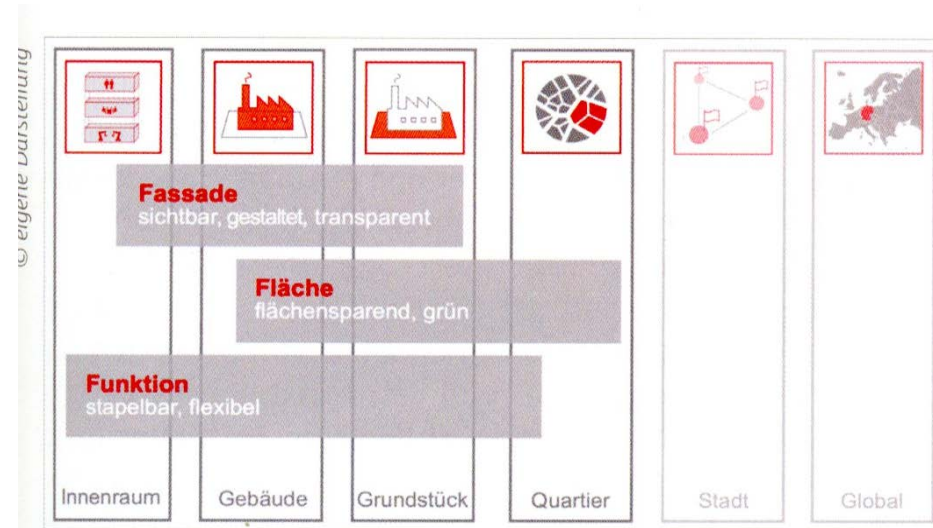 © eigene Darstellung
Fassade
sichtbar, gestaltet, transparent
Fläche
flächensparend, grün
Funktion
stapelbar, flexibel
Innenraum
Gebäude
Grundstück
Quartier
Stadt
Global